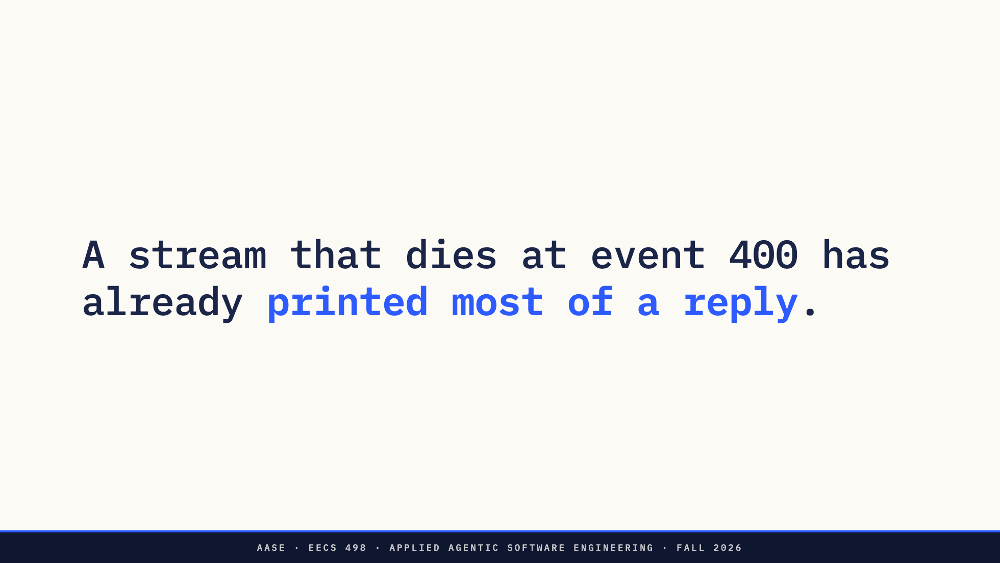 A stream that dies at event 400 has
already printed most of a reply.
AASE · EECS 498 · APPLIED AGENTIC SOFTWARE ENGINEERING · FALL 2026